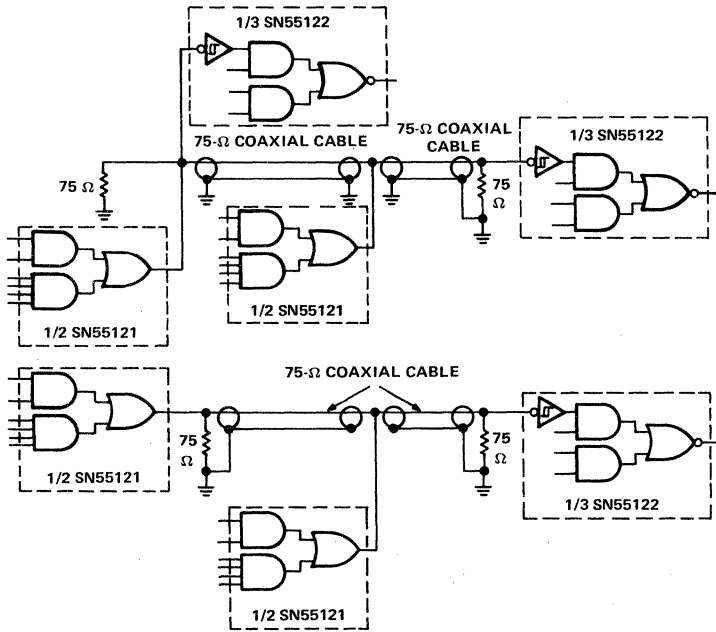 1/3 SN55122
75-Ω COAXIAL CABLE
75-Ω COAXIAL
CABLE
1/3 SN55122
75 Ω
75
Ω
1/2 SN55121
1/2 SN55121
75-Ω COAXIAL CABLE
75
Ω
75
Ω
1/2 SN55121
1/3 SN55122
1/2 SN55121